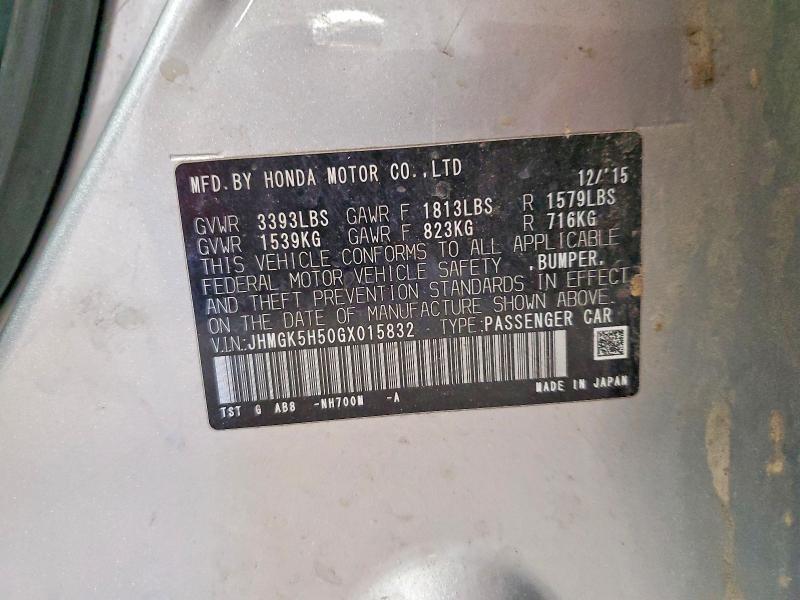 MFD. BY HONDA MOTOR CO., LTD 12/'15
GVWR 3393LBS GAWR F 1813LBS R 1579LBS
GVWR 1539KG GAWR F 823KG R 716KG
THIS VEHICLE CONFORMS TO ALL APPLICABLE
FEDERAL MOTOR VEHICLE SAFETY ,BUMPER,
AND THEFT PREVENTION STANDARDS IN EFFECT
ON THE DATE OF MANUFACTURE SHOWN ABOVE.
V.I.N.:JHMGK5H50GX015832 TYPE:PASSENGER CAR
TST G AB8 -NH700M -A MADE IN JAPAN